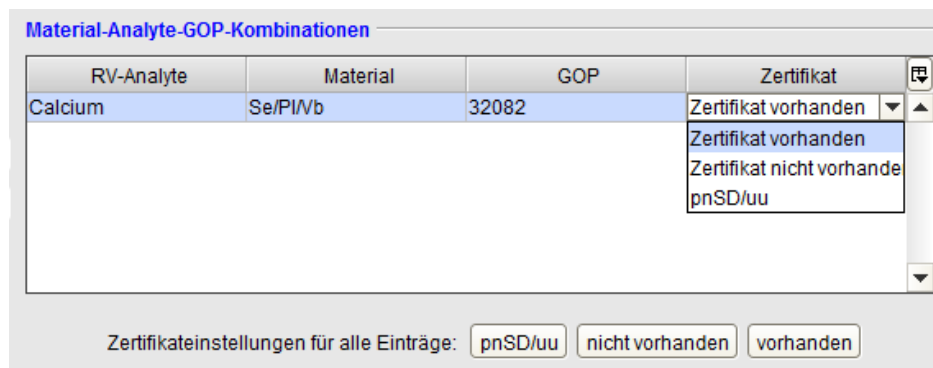 Material-Analyte-GOP-Kombinationen
RV-Analyte Material GOP Zertifikat
Calcium Se/Pl/Vb 32082 Zertifikat vorhanden
Zertifikat vorhanden
Zertifikat nicht vorhande
pnSD/uu
Zertifikateinstellungen für alle Einträge: pnSD/uu nicht vorhanden vorhanden